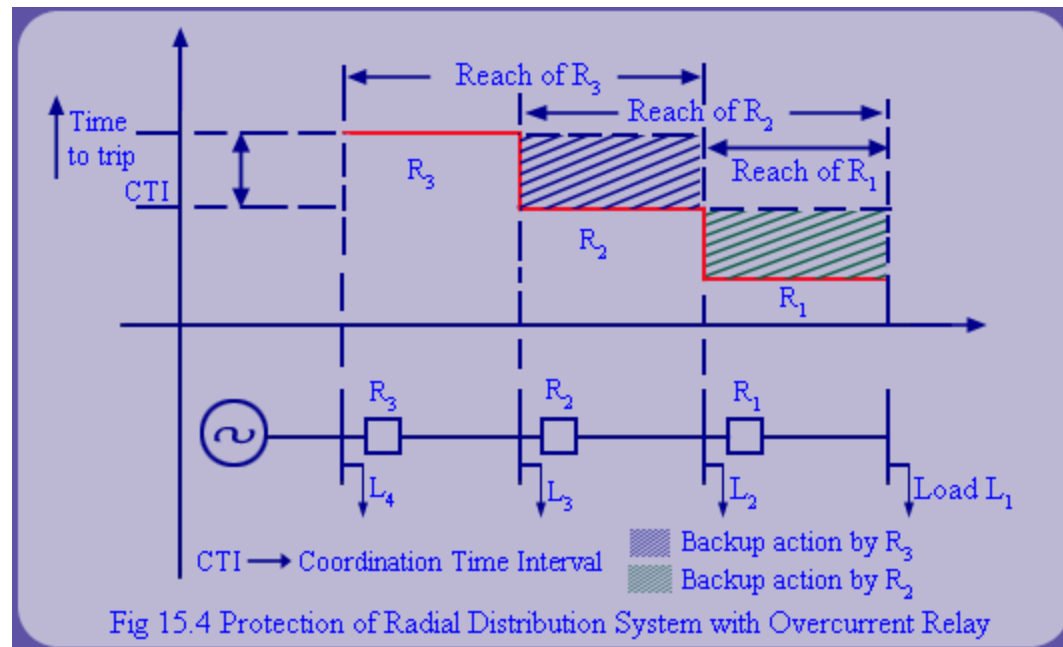 Reach of R3
Time
to trip
Reach of R2
Reach of R1
CTI
R3
R2
R1
R3
R2
R1
L4
L3
L2
Load L1
CTI → Coordination Time Interval
Backup action by R3
Backup action by R2
Fig 15.4 Protection of Radial Distribution System with Overcurrent Relay